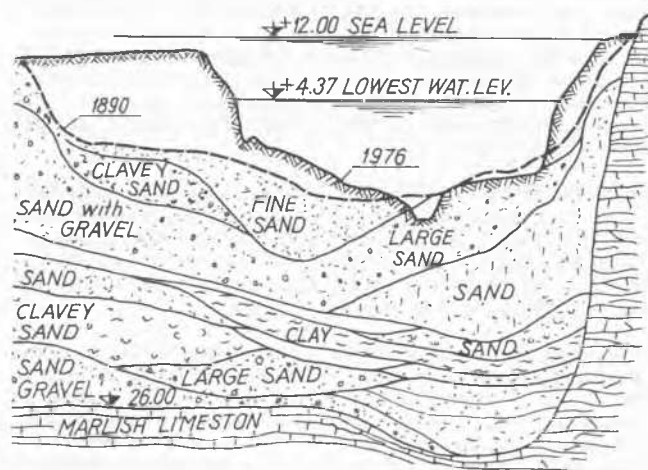 +12.00 SEA LEVEL
+4.37 LOWEST WAT. LEV.
1890
1976
CLAYEY
SAND
FINE
SAND
SAND with
GRAVEL
LARGE
SAND
SAND
SAND
CLAYEY
SAND
CLAY
SAND
SAND
GRAVEL
LARGE SAND
26.00
MARLISH LIMESTON